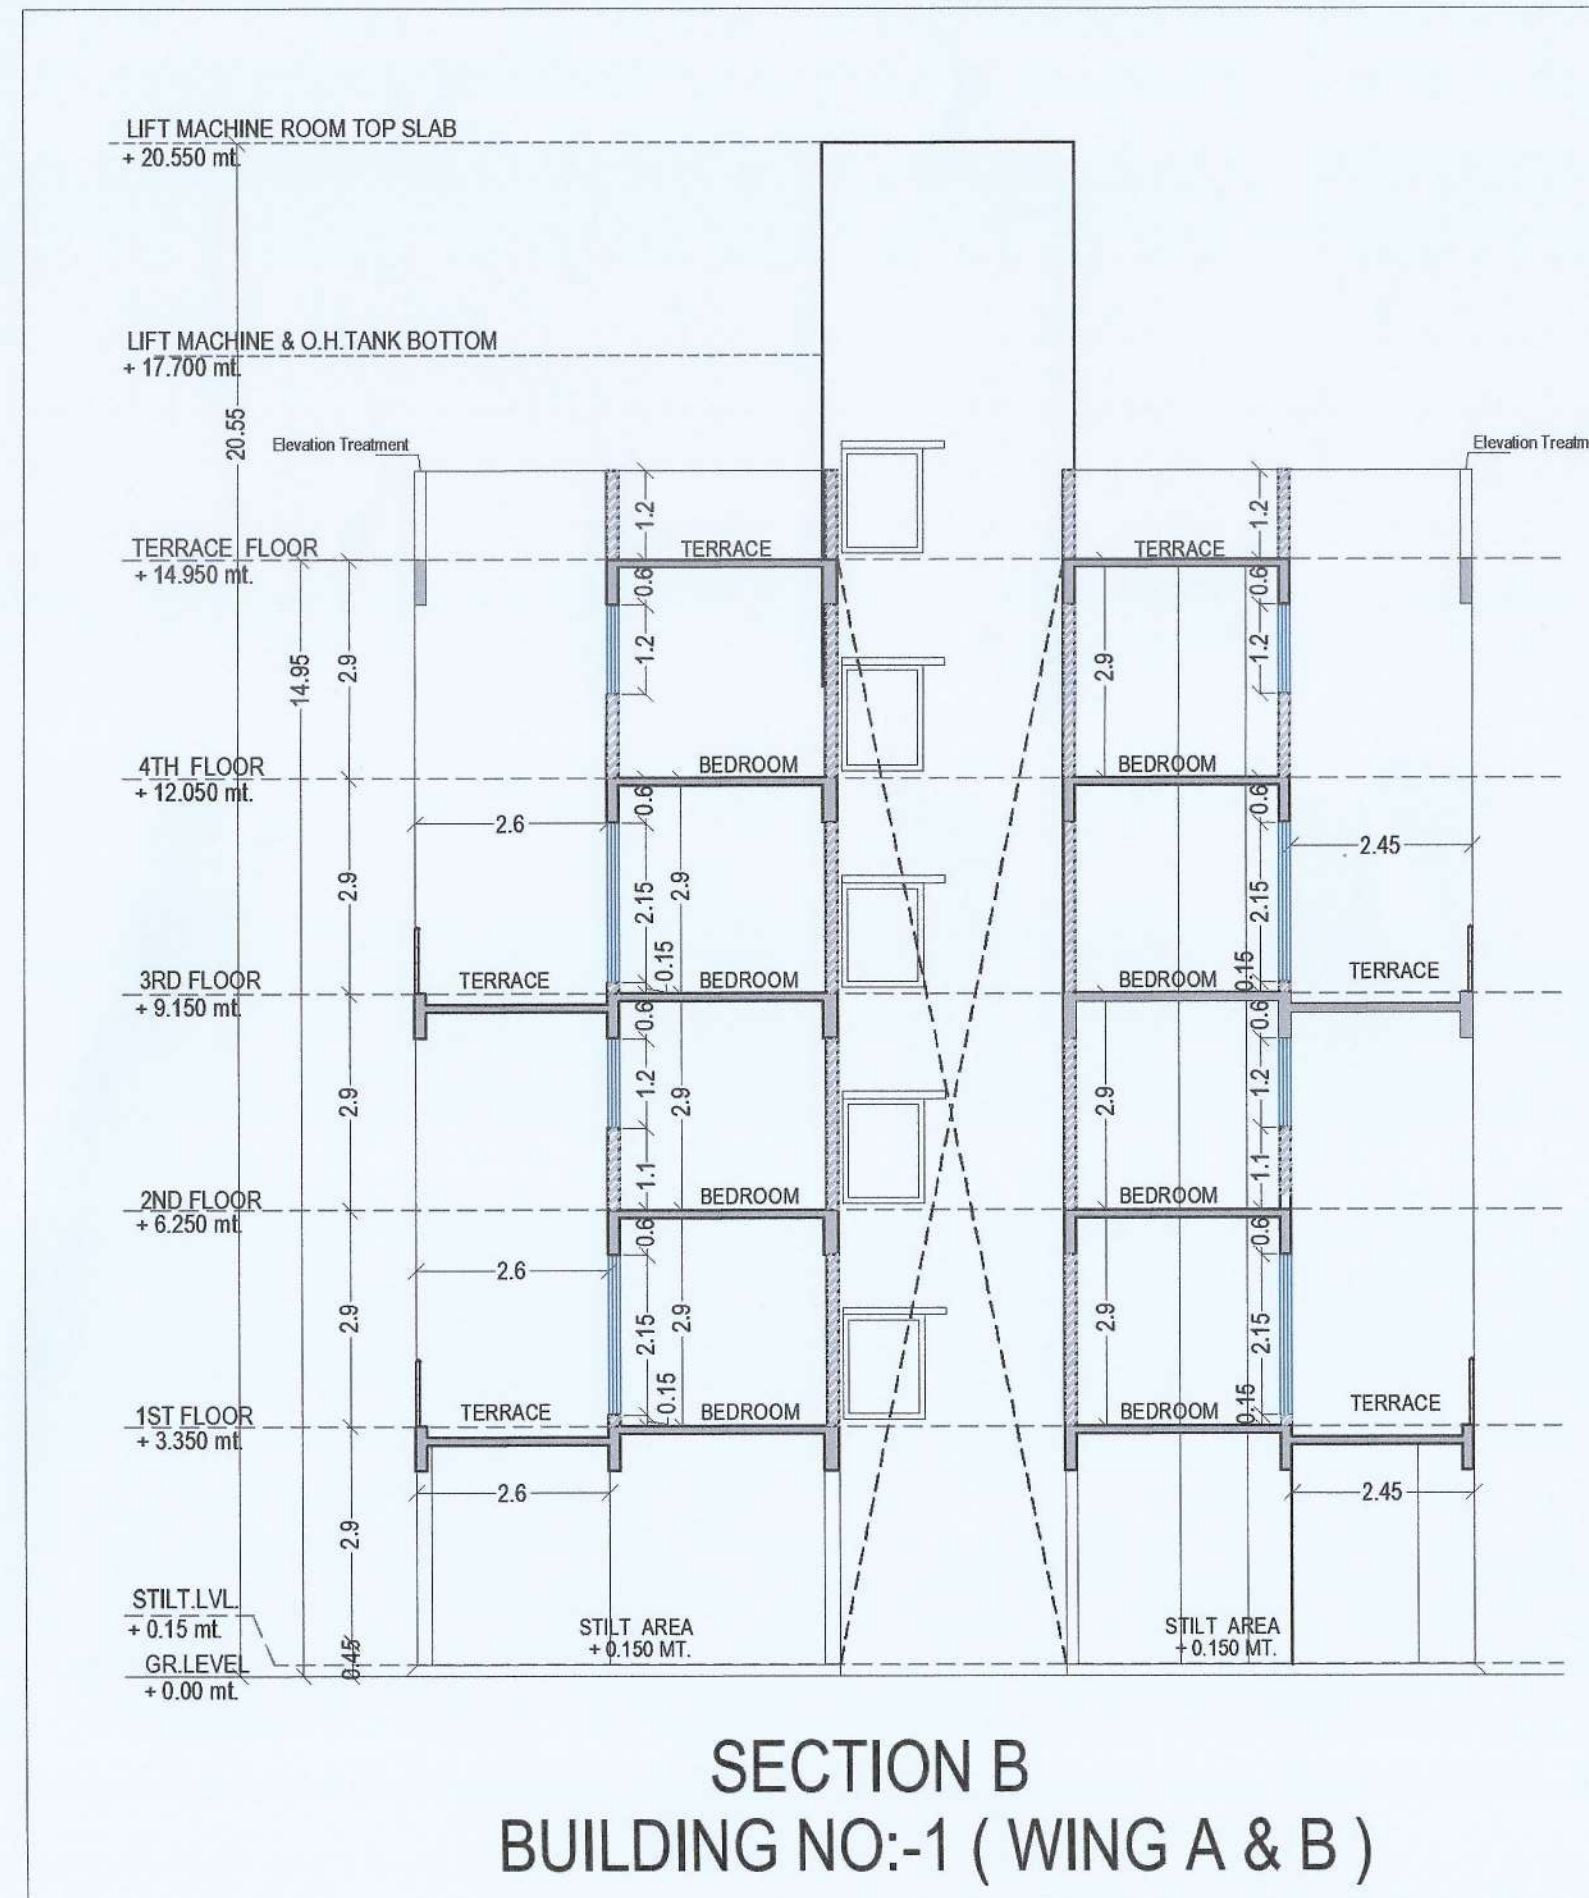 LIFT MACHINE ROOM TOP SLAB
+ 20.550 mt.
LIFT MACHINE & O.H.TANK BOTTOM
+ 17.700 mt.
20.55
Elevation Treatment
Elevation Treatm
1.2
1.2
TERRACE FLOOR
+ 14.950 mt.
TERRACE
TERRACE
0.6
0.6
14.95
2.9
1.2
2.9
1.2
4TH FLOOR
+ 12.050 mt.
BEDROOM
BEDROOM
0.6
0.6
2.6
2.45
2.9
2.15
2.9
2.15
0.15
0.15
3RD FLOOR
+ 9.150 mt.
TERRACE
BEDROOM
BEDROOM
TERRACE
0.6
0.6
2.9
1.2
2.9
2.9
1.2
1.1
1.1
2ND FLOOR
+ 6.250 mt.
BEDROOM
BEDROOM
0.6
0.6
2.6
2.9
2.15
2.9
2.9
2.15
0.15
0.15
1ST FLOOR
+ 3.350 mt.
TERRACE
BEDROOM
BEDROOM
TERRACE
2.6
2.45
2.9
STILT.LVL.
+ 0.15 mt.
STILT AREA
+ 0.150 MT.
STILT AREA
+ 0.150 MT.
0.45
GR.LEVEL
+ 0.00 mt.
SECTION B
BUILDING NO:-1 ( WING A & B )